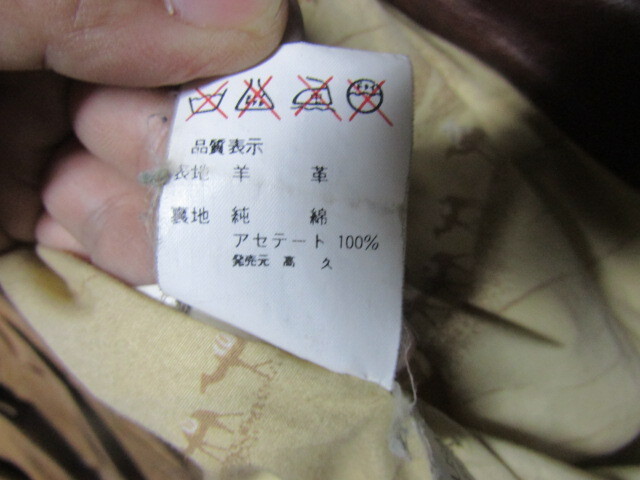 品質表示
表地 羊 革
裏地 純 綿
アセテート 100%
発売元 高 久